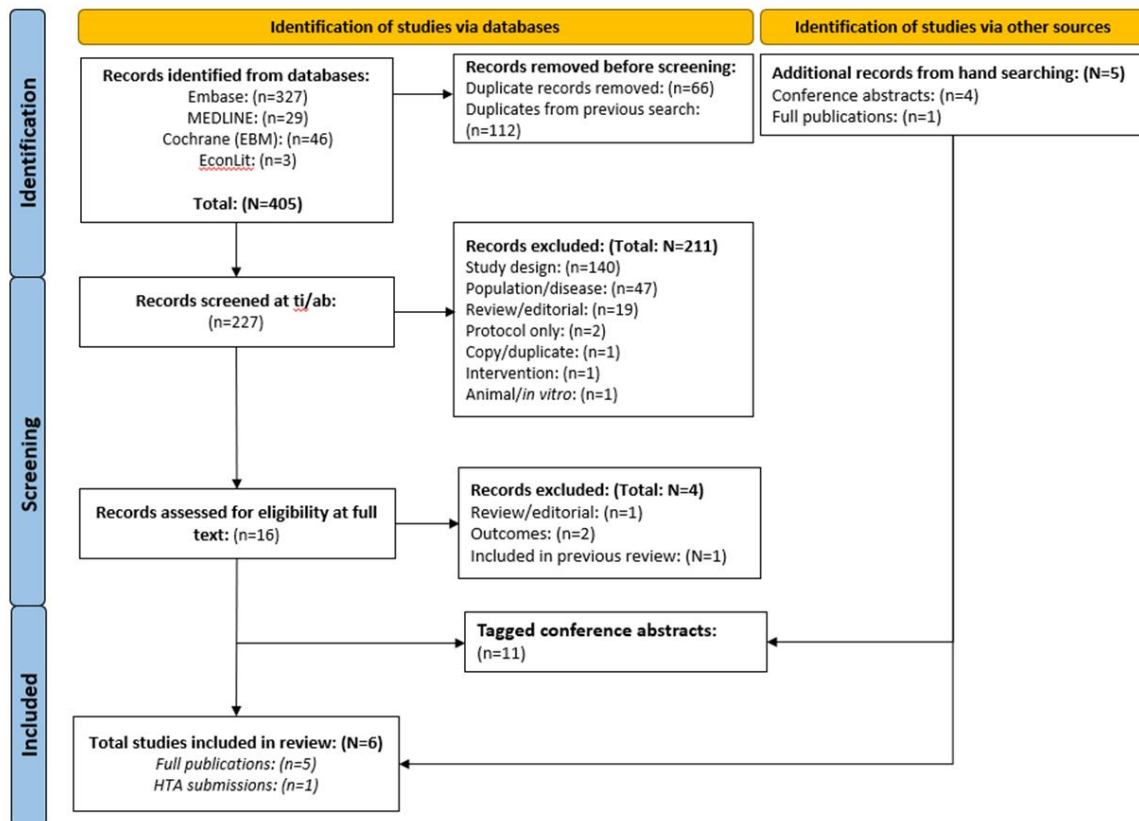 Identification of studies via databases
Identification of studies via other sources
Identification
Records identified from databases:
Embase: (n=327)
MEDLINE: (n=29)
Cochrane (EBM): (n=46)
EconLit: (n=3)
Total: (N=405)
Records removed before screening:
Duplicate records removed: (n=66)
Duplicates from previous search:
(n=112)
Additional records from hand searching: (N=5)
Conference abstracts: (n=4)
Full publications: (n=1)
Screening
Records screened at ti/ab:
(n=227)
Records excluded: (Total: N=211)
Study design: (n=140)
Population/disease: (n=47)
Review/editorial: (n=19)
Protocol only: (n=2)
Copy/duplicate: (n=1)
Intervention: (n=1)
Animal/in vitro: (n=1)
Records assessed for eligibility at full
text: (n=16)
Records excluded: (Total: N=4)
Review/editorial: (n=1)
Outcomes: (n=2)
Included in previous review: (N=1)
Included
Tagged conference abstracts:
(n=11)
Total studies included in review: (N=6)
Full publications: (n=5)
HTA submissions: (n=1)